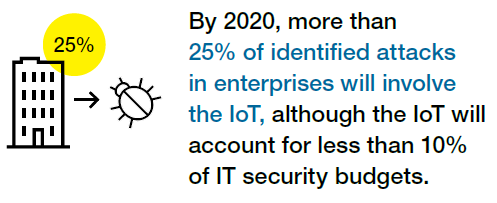 25%
By 2020, more than
25% of identified attacks
in enterprises will involve
the IoT, although the IoT will
account for less than 10%
of IT security budgets.